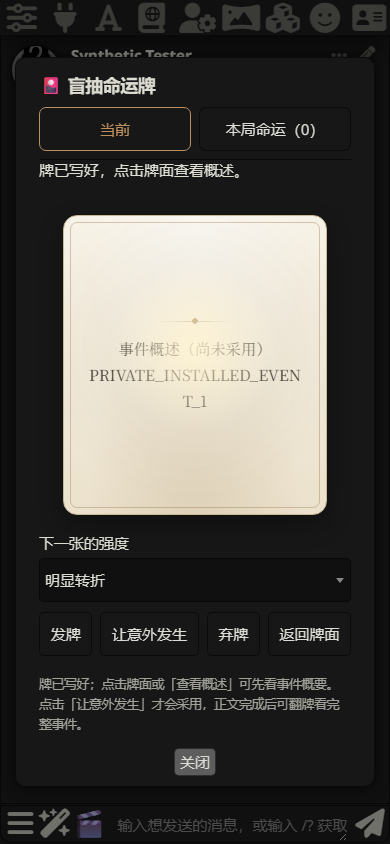 Synthetic Tester
盲抽命运牌
当前
本局命运（0）
牌已写好，点击牌面查看概述。
事件概述（尚未采用）
PRIVATE_INSTALLED_EVEN
T_1
下一张的强度
明显转折
发牌
让意外发生
弃牌
返回牌面
牌已写好；点击牌面或「查看概述」可先看事件概要。
点击「让意外发生」才会采用，正文完成后可翻牌看完
整事件。
关闭
输入想发送的消息，或输入 /? 获取